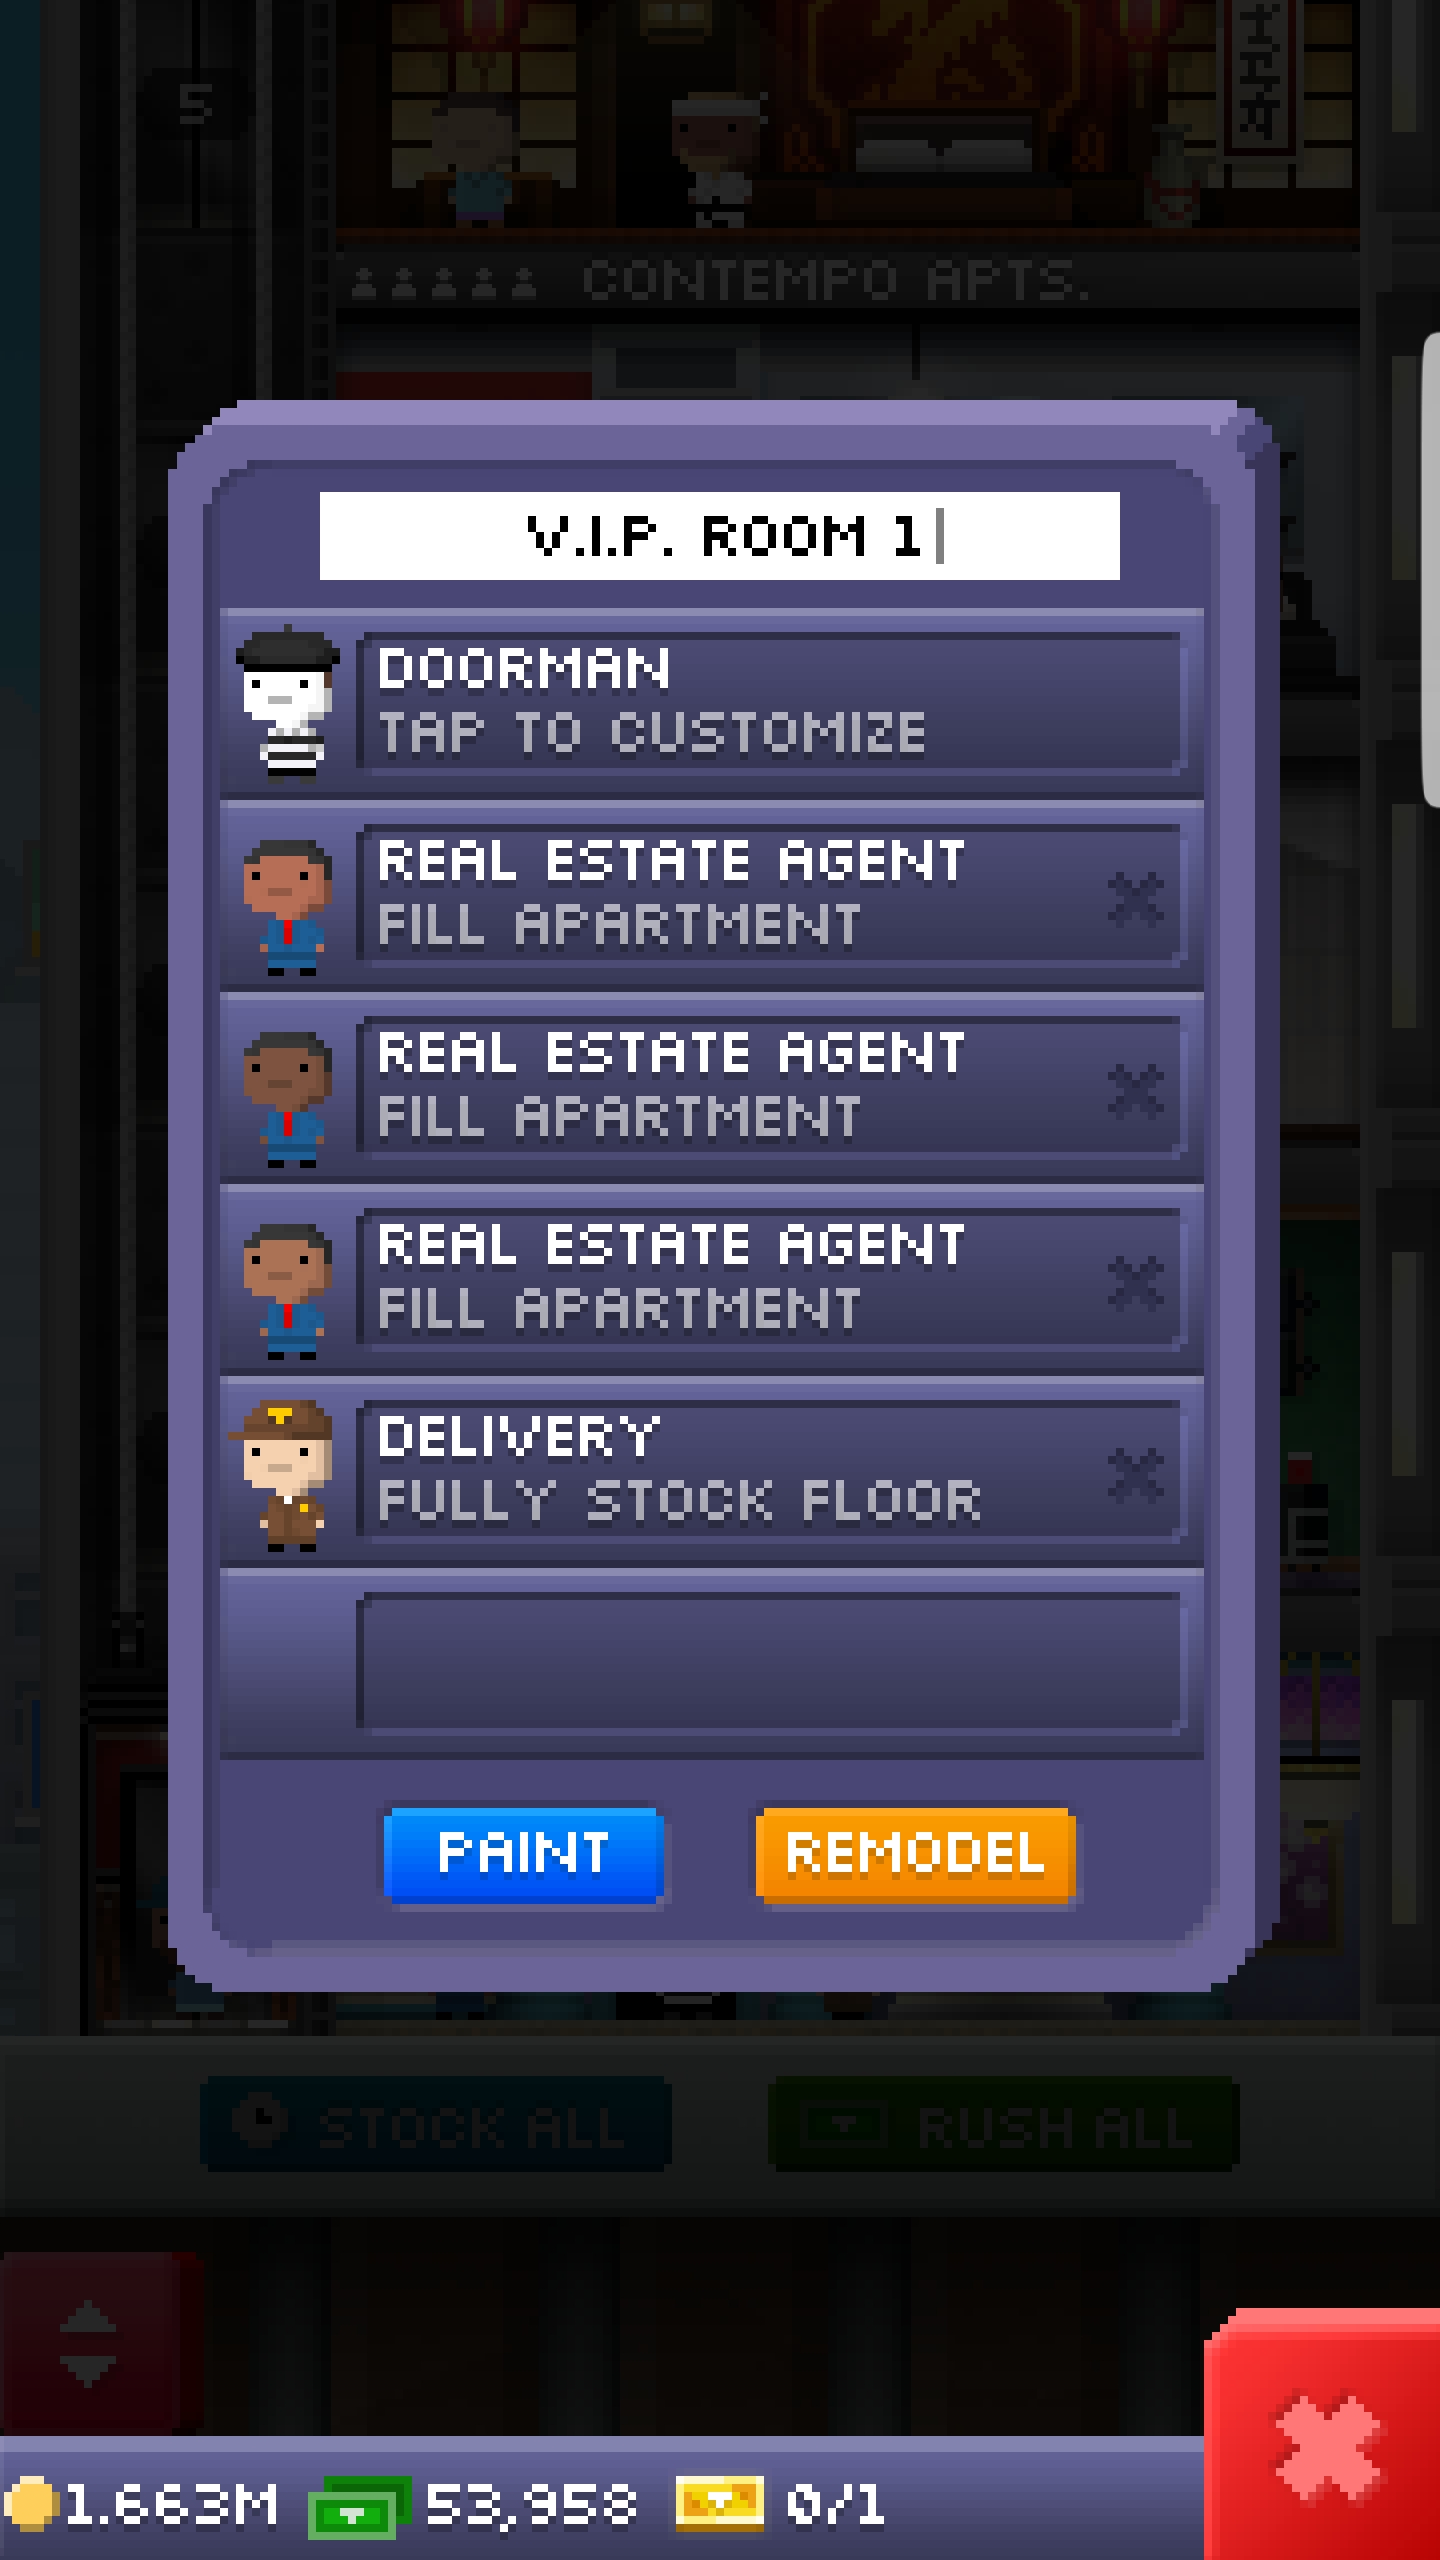 5
CONTEMPO APTS.
V.I.P. ROOM 1
DOORMAN
TAP TO CUSTOMIZE
REAL ESTATE AGENT
FILL APARTMENT
REAL ESTATE AGENT
FILL APARTMENT
REAL ESTATE AGENT
FILL APARTMENT
DELIVERY
FULLY STOCK FLOOR
PAINT
REMODEL
STOCK ALL
RUSH ALL
1.663M
53,958
0/1